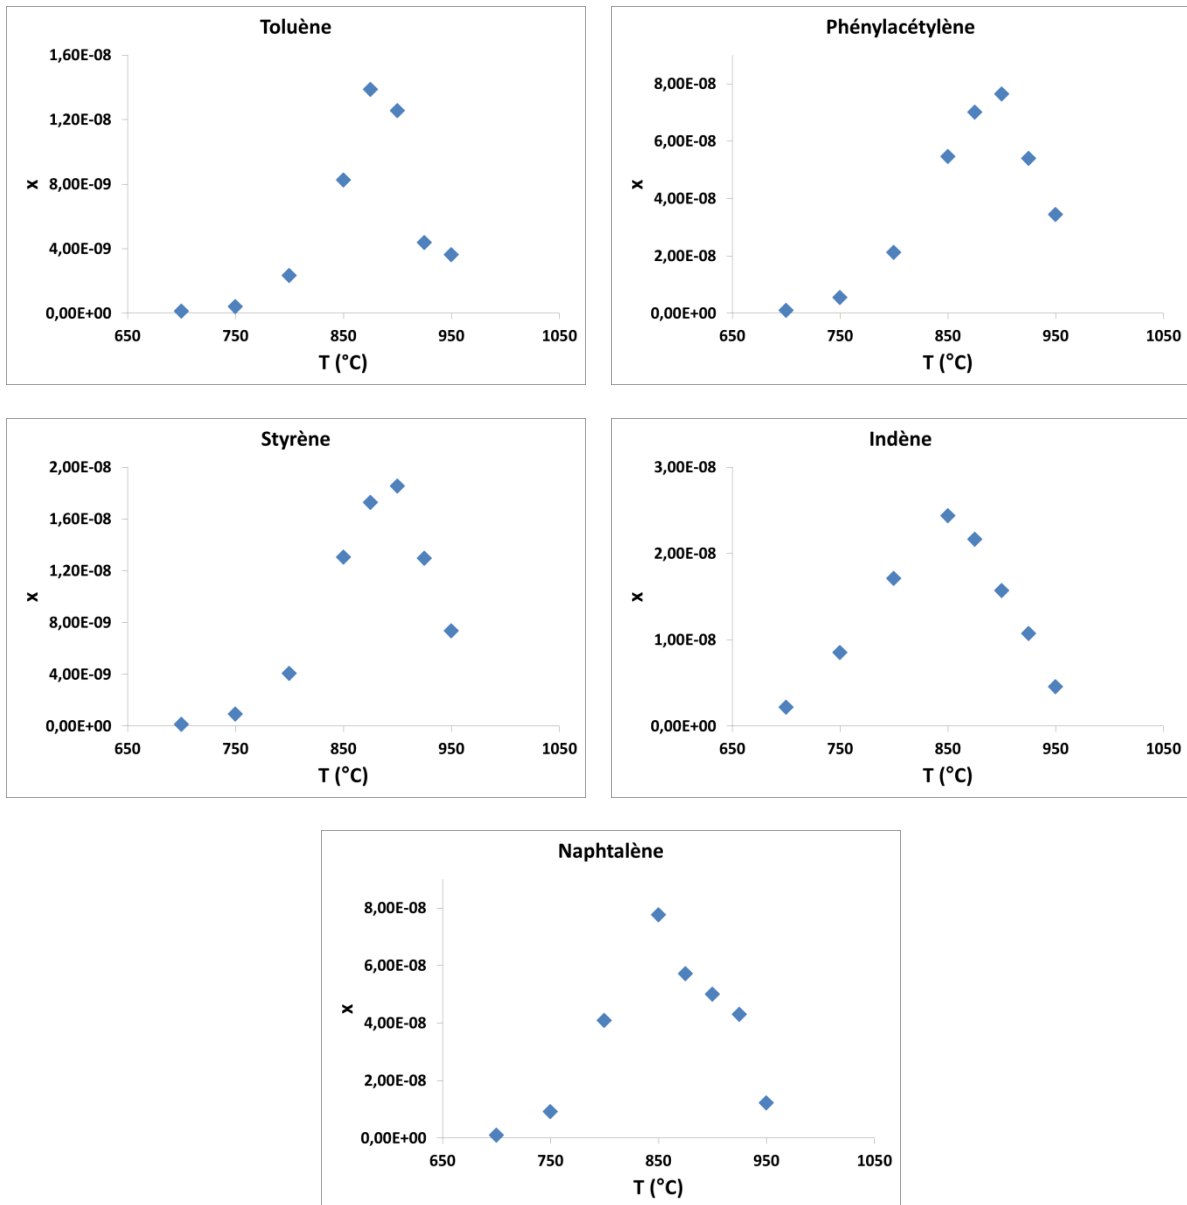 Toluène
1,60E-08
1,20E-08
8,00E-09
4,00E-09
0,00E+00
x
650 750 850 950 1050
T (°C)
Phénylacétylène
8,00E-08
6,00E-08
4,00E-08
2,00E-08
0,00E+00
x
650 750 850 950 1050
T (°C)
Styrène
2,00E-08
1,60E-08
1,20E-08
8,00E-09
4,00E-09
0,00E+00
x
650 750 850 950 1050
T (°C)
Indène
3,00E-08
2,00E-08
1,00E-08
0,00E+00
x
650 750 850 950 1050
T (°C)
Naphtalène
8,00E-08
6,00E-08
4,00E-08
2,00E-08
0,00E+00
x
650 750 850 950 1050
T (°C)